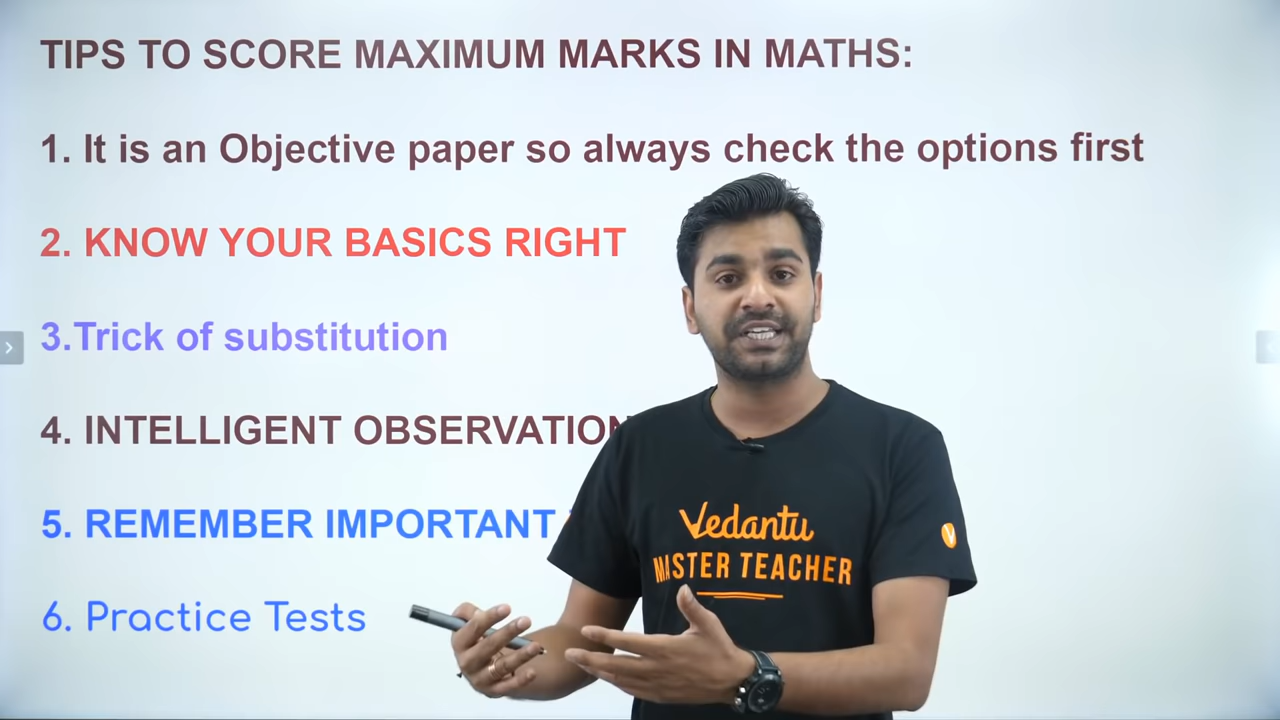 TIPS TO SCORE MAXIMUM MARKS IN MATHS:
1. It is an Objective paper so always check the options first
2. KNOW YOUR BASICS RIGHT
3.Trick of substitution
4. INTELLIGENT OBSERVATION
5. REMEMBER IMPORTANT
6. Practice Tests
Vedantu
MASTER TEACHER
V